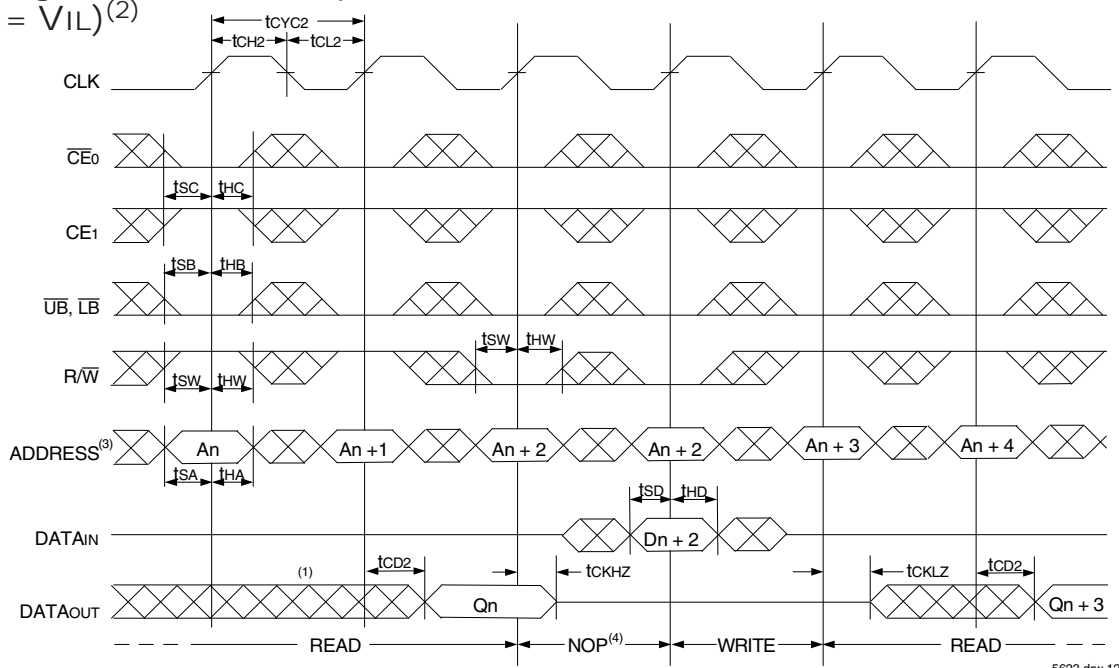 = VIL)(2)
tCYC2
tCH2 tCL2
CLK
CE0
tSC tHC
CE1
tSB tHB
UB, LB
tSW tHW
R/W
tSW tHW
ADDRESS(3) An An +1 An + 2 An + 2 An + 3 An + 4
tSA tHA
tSD tHD
DATAIN Dn + 2
tCD2 tCKHZ tCKLZ tCD2
(1)
DATAOUT Qn Qn + 3
READ NOP(4) WRITE READ